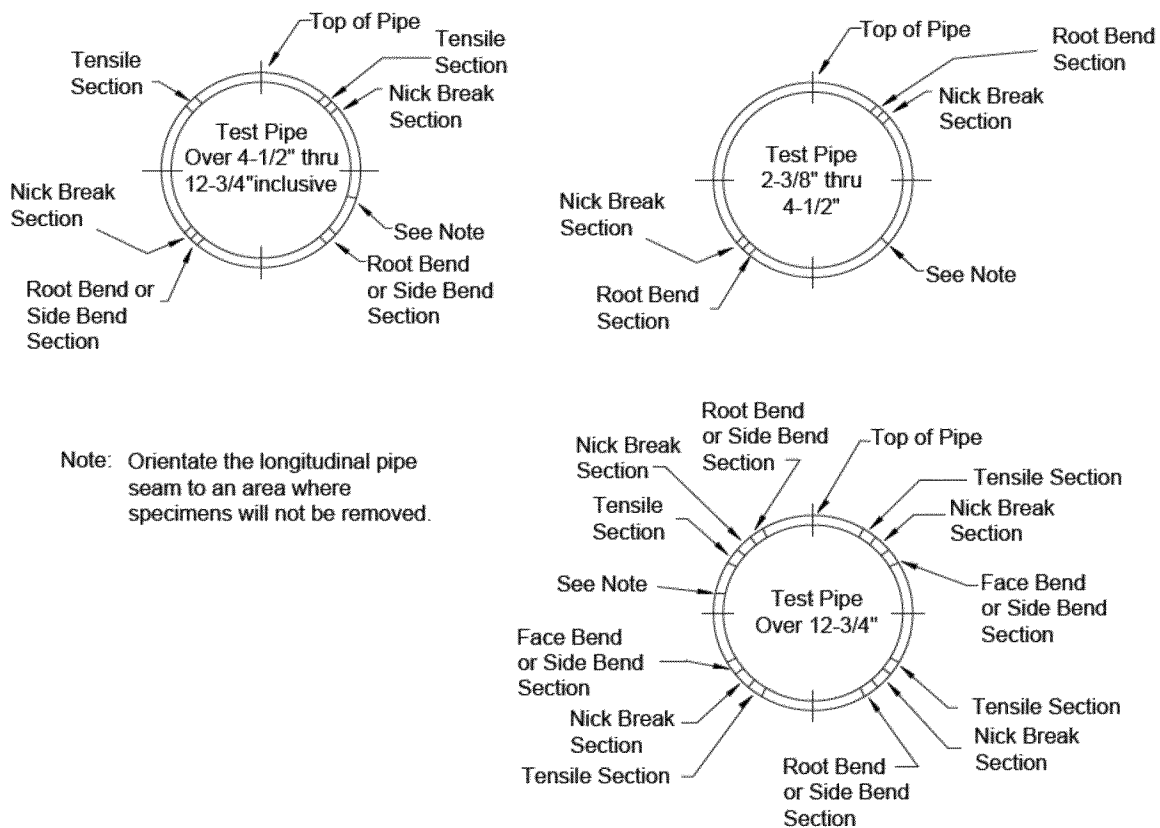 Top of Pipe
Tensile
Section
Tensile
Section
Nick Break
Section
Test Pipe
Over 4-1/2" thru
12-3/4"inclusive
Nick Break
Section
See Note
Root Bend or
Side Bend
Section
Root Bend
or Side Bend
Section
Top of Pipe
Root Bend
Section
Nick Break
Section
Test Pipe
2-3/8" thru
4-1/2"
Nick Break
Section
See Note
Root Bend
Section
Note: Orientate the longitudinal pipe
seam to an area where
specimens will not be removed.
Root Bend
or Side Bend
Section
Top of Pipe
Nick Break
Section
Tensile Section
Tensile
Section
Nick Break
Section
See Note
Test Pipe
Over 12-3/4"
Face Bend
or Side Bend
Section
Face Bend
or Side Bend
Section
Nick Break
Section
Tensile Section
Tensile Section
Nick Break
Section
Root Bend
or Side Bend
Section